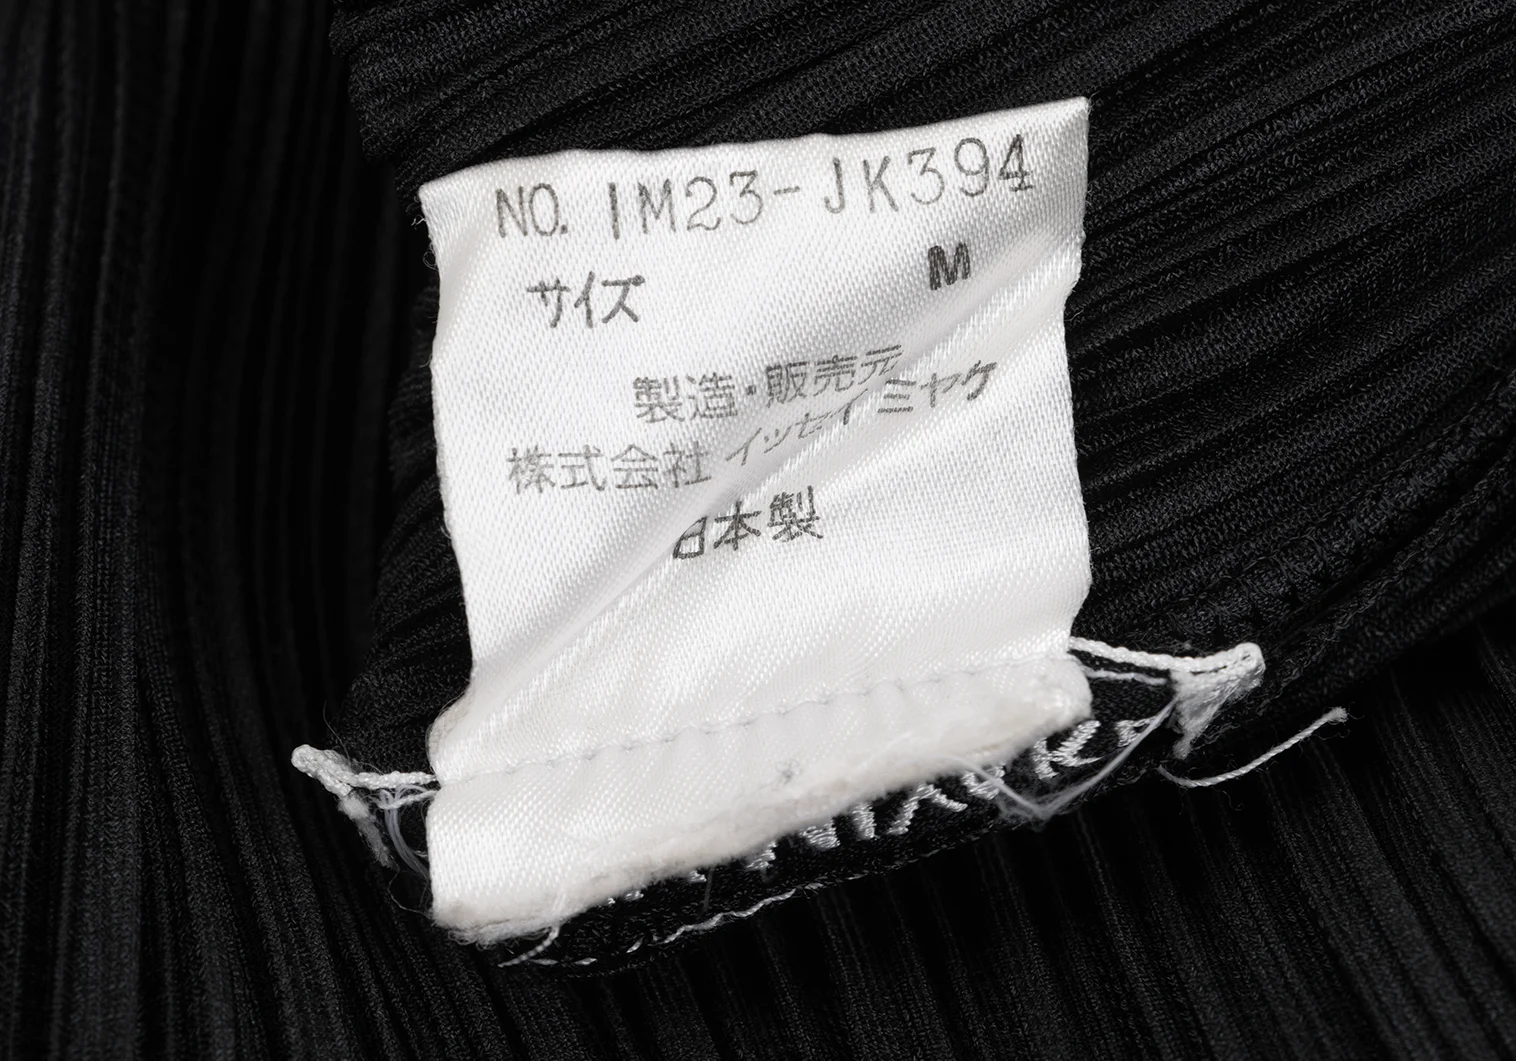 NO. IM23-JK394
サイズ M
製造・販売元
株式会社 イッセイミヤケ
日本製